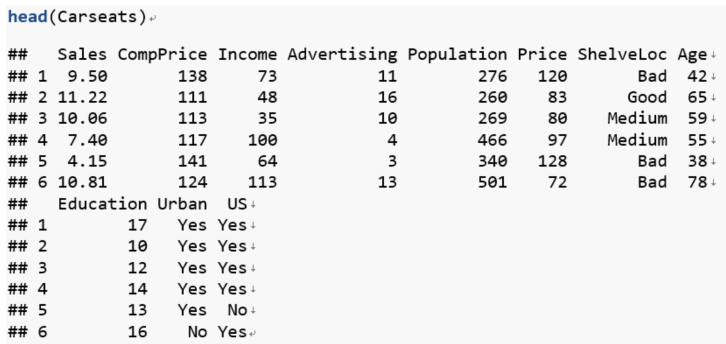 head(Carseats)
##   Sales CompPrice Income Advertising Population Price ShelveLoc Age
## 1  9.50       138     73          11        276   120       Bad  42
## 2 11.22       111     48          16        260    83      Good  65
## 3 10.06       113     35          10        269    80    Medium  59
## 4  7.40       117    100           4        466    97    Medium  55
## 5  4.15       141     64           3        340   128       Bad  38
## 6 10.81       124    113          13        501    72       Bad  78
##   Education Urban  US
## 1        17   Yes Yes
## 2        10   Yes Yes
## 3        12   Yes Yes
## 4        14   Yes Yes
## 5        13   Yes  No
## 6        16    No Yes